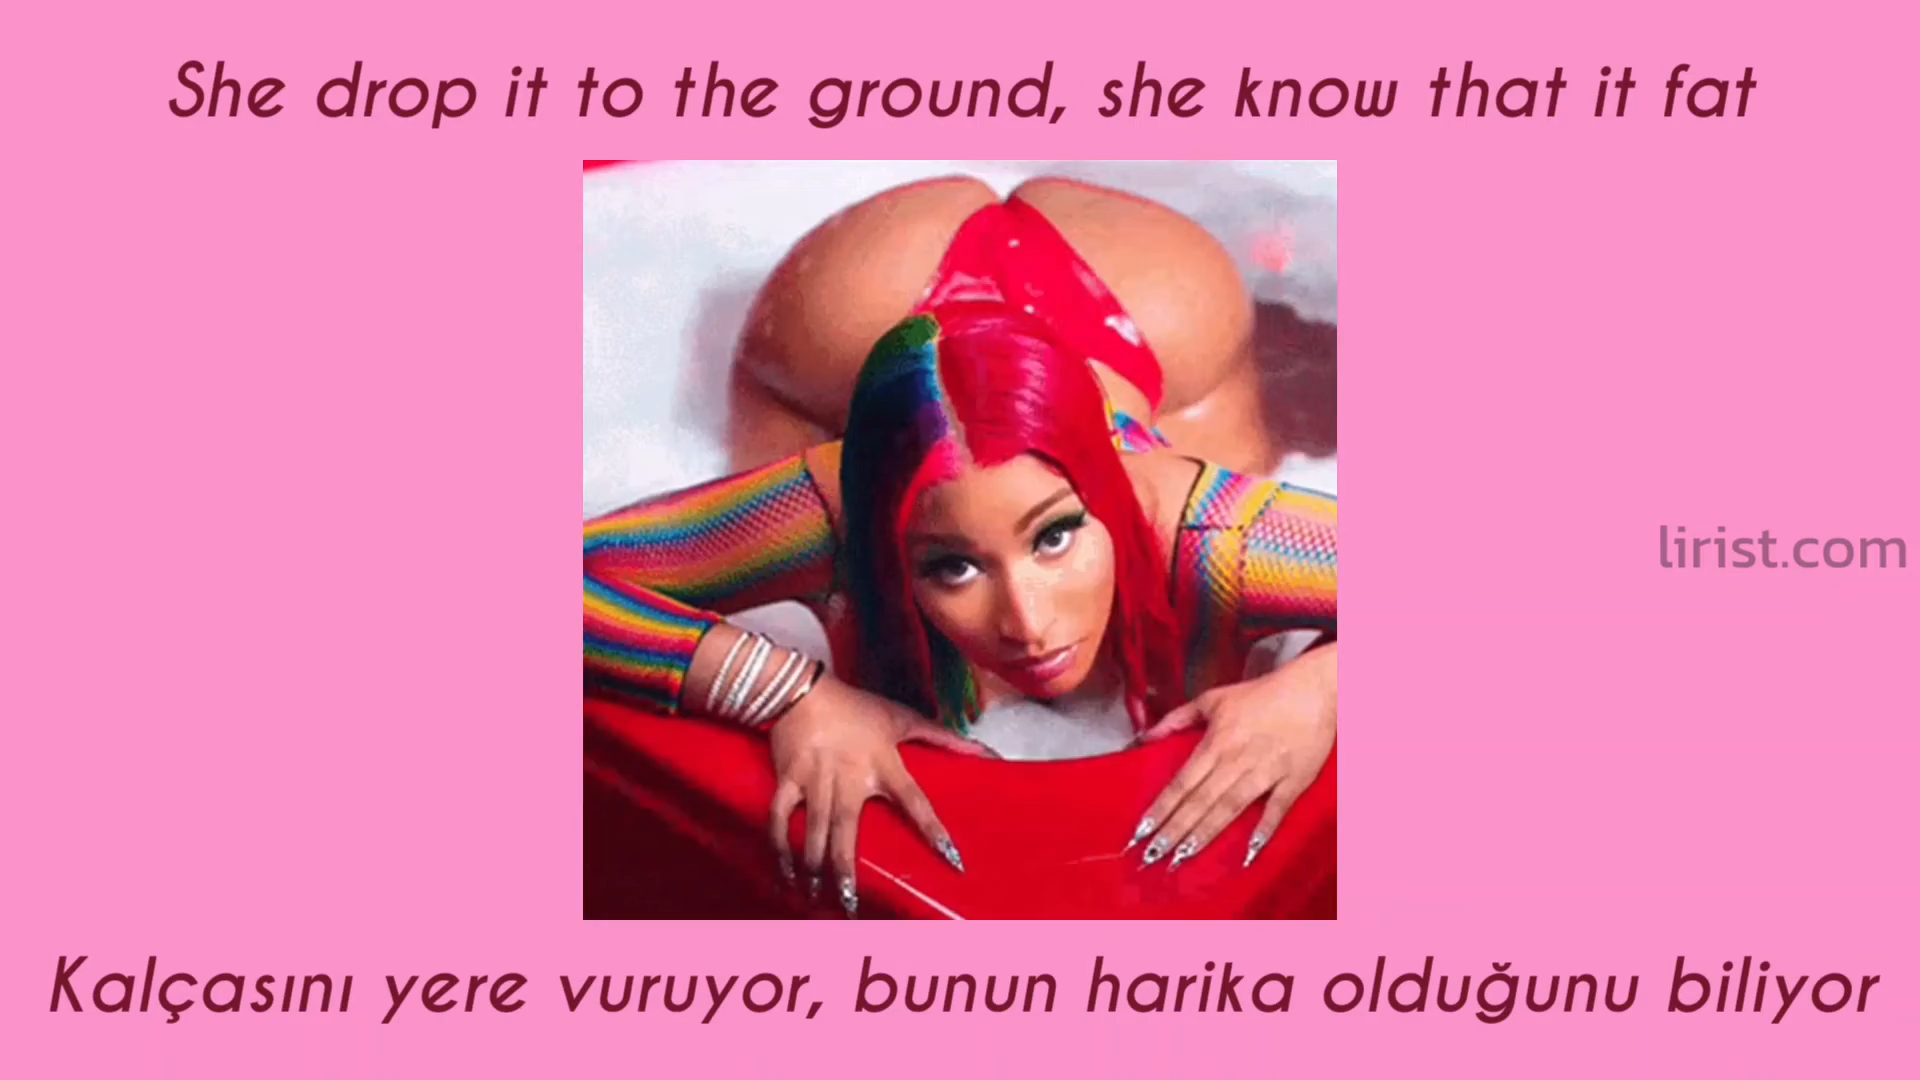 She drop it to the ground, she know that it fat
lirist.com
Kalçasını yere vuruyor, bunun harika olduğunu biliyor